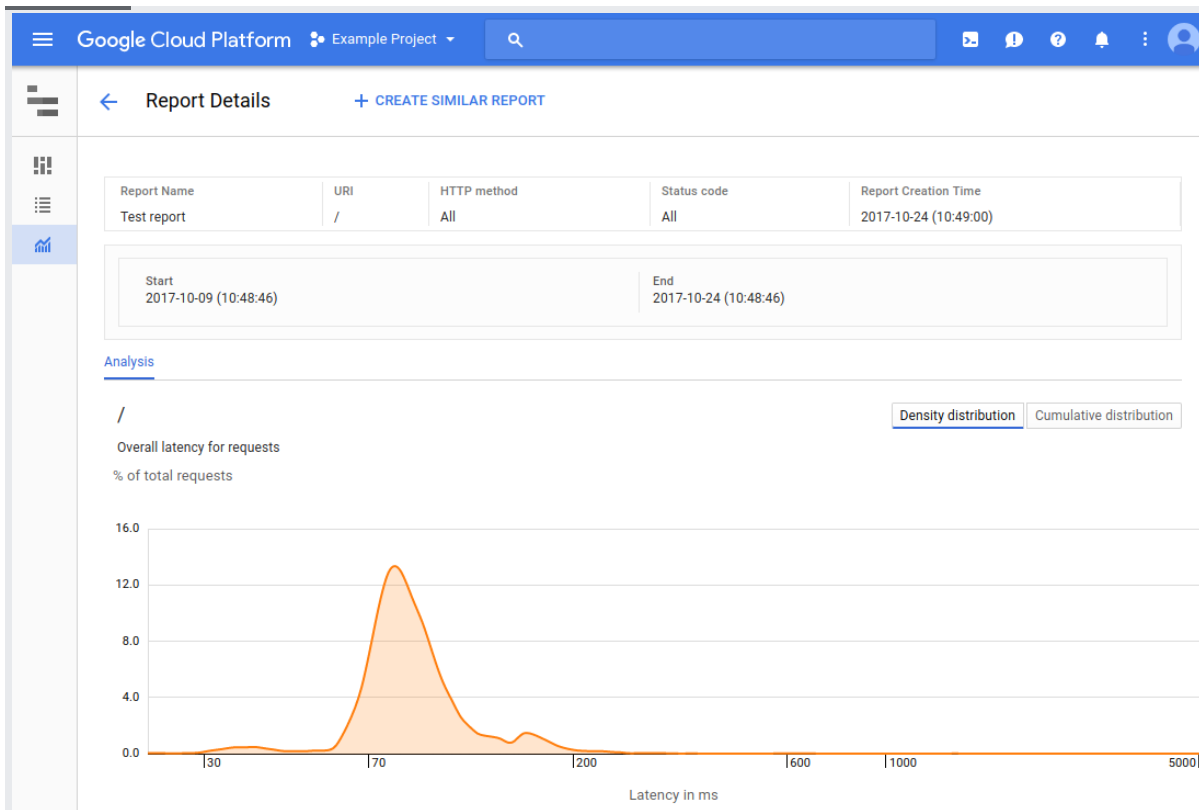 Google Cloud Platform Example Project
Report Details + CREATE SIMILAR REPORT
Report Name URI HTTP method Status code Report Creation Time
Test report / All All 2017-10-24 (10:49:00)
Start End
2017-10-09 (10:48:46) 2017-10-24 (10:48:46)
Analysis
/ Density distribution Cumulative distribution
Overall latency for requests
% of total requests
16.0
12.0
8.0
4.0
0.0
30 70 200 600 1000 5000
Latency in ms